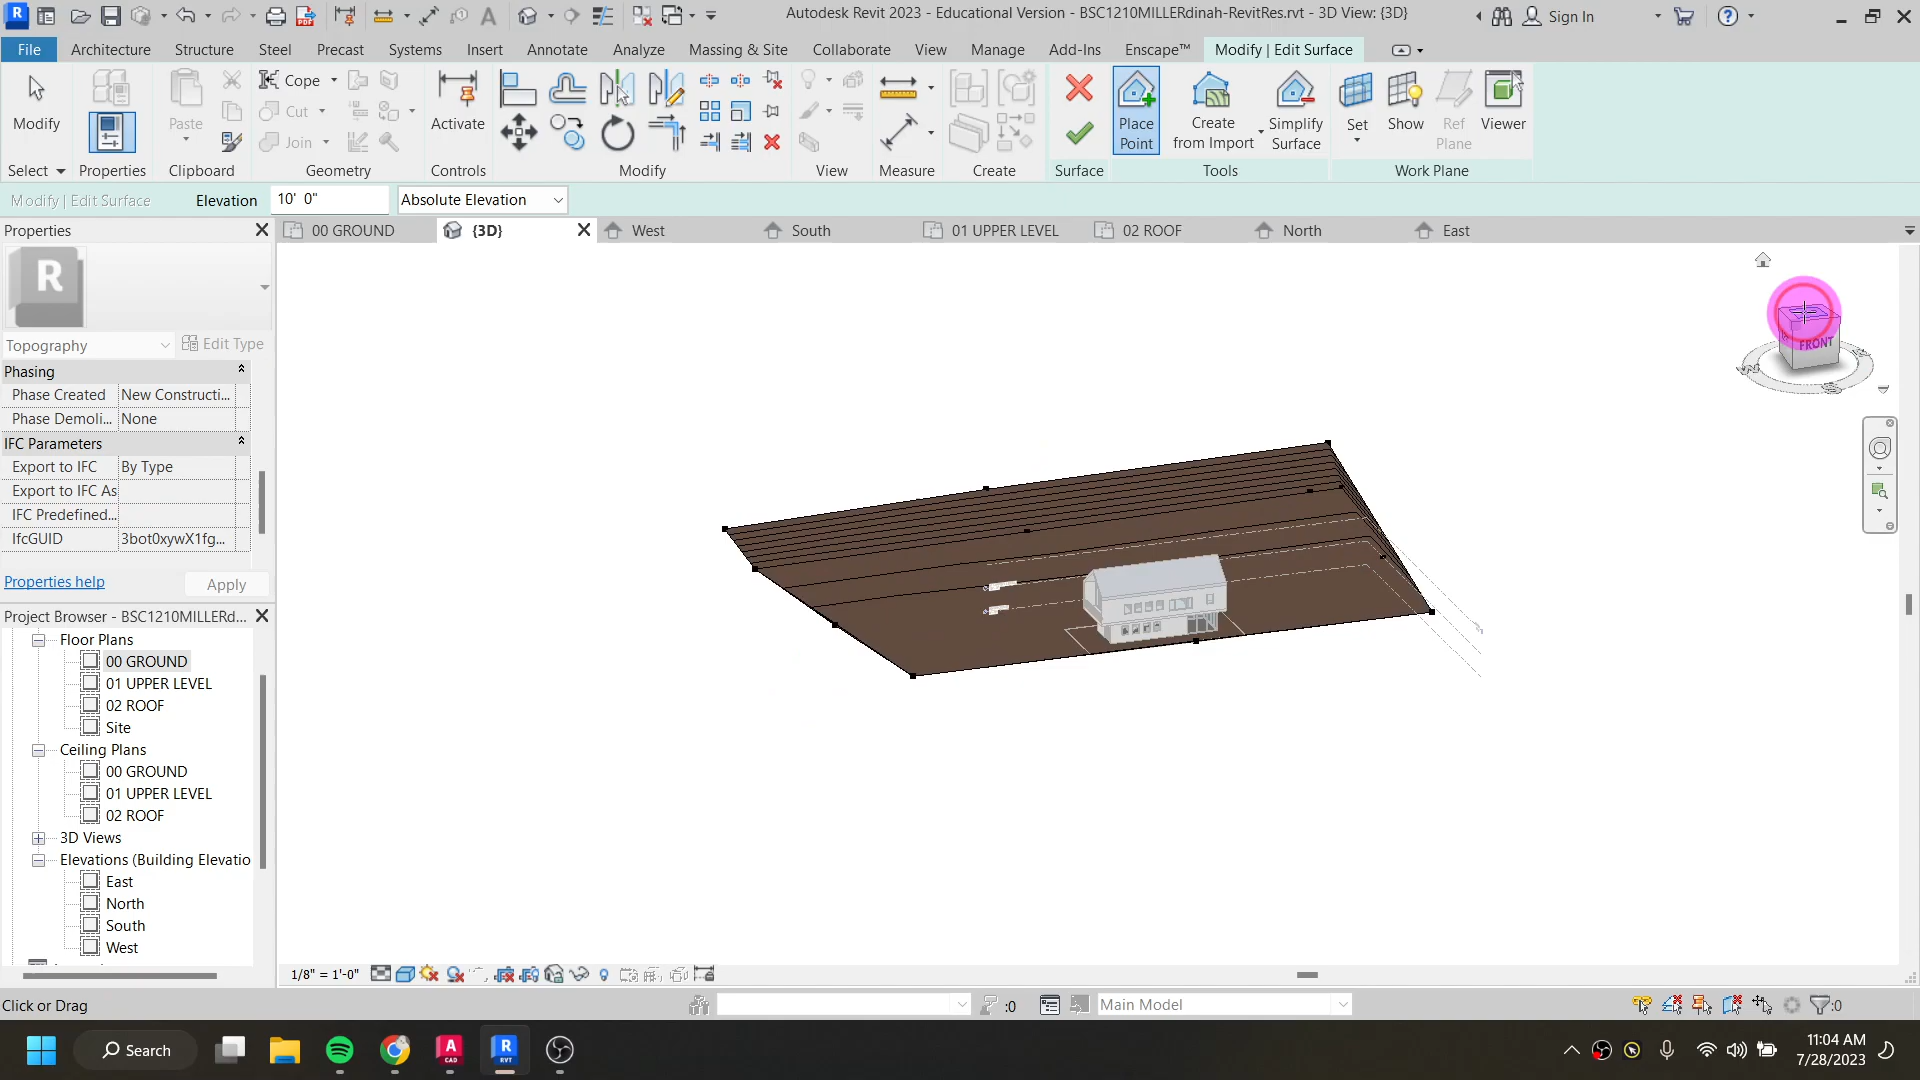 Autodesk Revit 2023 - Educational Version - BSC1210MILLERdinah-RevitRes.rvt - 3D View: {3D}
Sign In
File Architecture Structure Steel Precast Systems Insert Annotate Analyze Massing & Site Collaborate View Manage Add-Ins Enscape™ Modify | Edit Surface
Modify
Paste
Cope
Cut
Join
Activate
Place Point
Create from Import
Simplify Surface
Set
Show
Ref Plane
Viewer
Select Properties Clipboard Geometry Controls Modify View Measure Create Surface Tools Work Plane
Modify | Edit Surface Elevation 10' 0" Absolute Elevation
Properties
00 GROUND {3D} West South 01 UPPER LEVEL 02 ROOF North East
R
Topography Edit Type
Phasing
Phase Created New Constructi...
Phase Demoli... None
IFC Parameters
Export to IFC By Type
Export to IFC As
IFC Predefined...
IfcGUID 3bot0xywX1fg...
Properties help Apply
Project Browser - BSC1210MILLERd...
Floor Plans
00 GROUND
01 UPPER LEVEL
02 ROOF
Site
Ceiling Plans
00 GROUND
01 UPPER LEVEL
02 ROOF
3D Views
Elevations (Building Elevatio
East
North
South
West
FRONT
1/8" = 1'-0"
Click or Drag
:0
Main Model
:0
Search
11:04 AM
7/28/2023